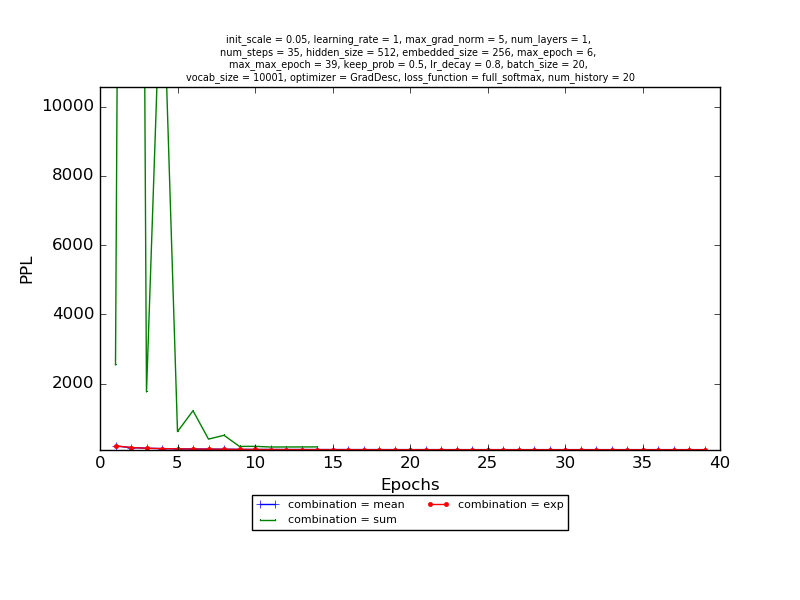 init_scale = 0.05, learning_rate = 1, max_grad_norm = 5, num_layers = 1,
num_steps = 35, hidden_size = 512, embedded_size = 256, max_epoch = 6,
max_max_epoch = 39, keep_prob = 0.5, lr_decay = 0.8, batch_size = 20,
vocab_size = 10001, optimizer = GradDesc, loss_function = full_softmax, num_history = 20
10000
8000
6000
4000
2000
PPL
0 5 10 15 20 25 30 35 40
Epochs
combination = mean combination = exp
combination = sum